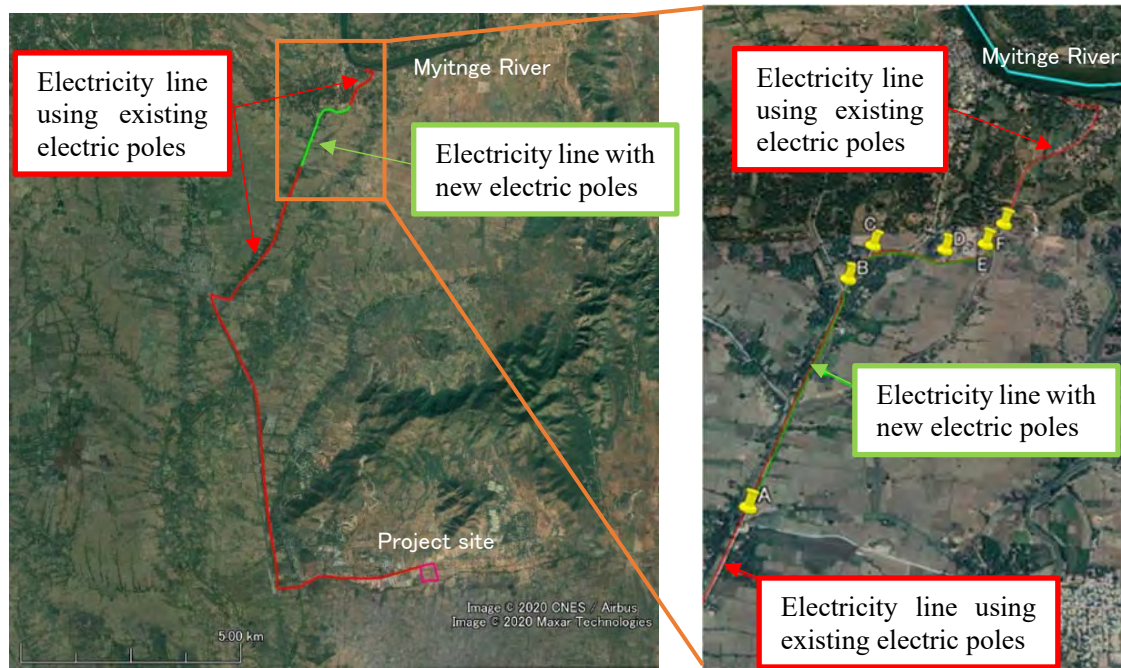 Electricity line
using existing
electric poles
Myitnge River
Electricity line with
new electric poles
Project site
Image © 2020 CNES / Airbus
Image © 2020 Maxar Technologies
5.00 km
Myitnge River
Electricity line
using existing
electric poles
C
D
F
B
E
Electricity line with
new electric poles
A
Electricity line using
existing electric poles